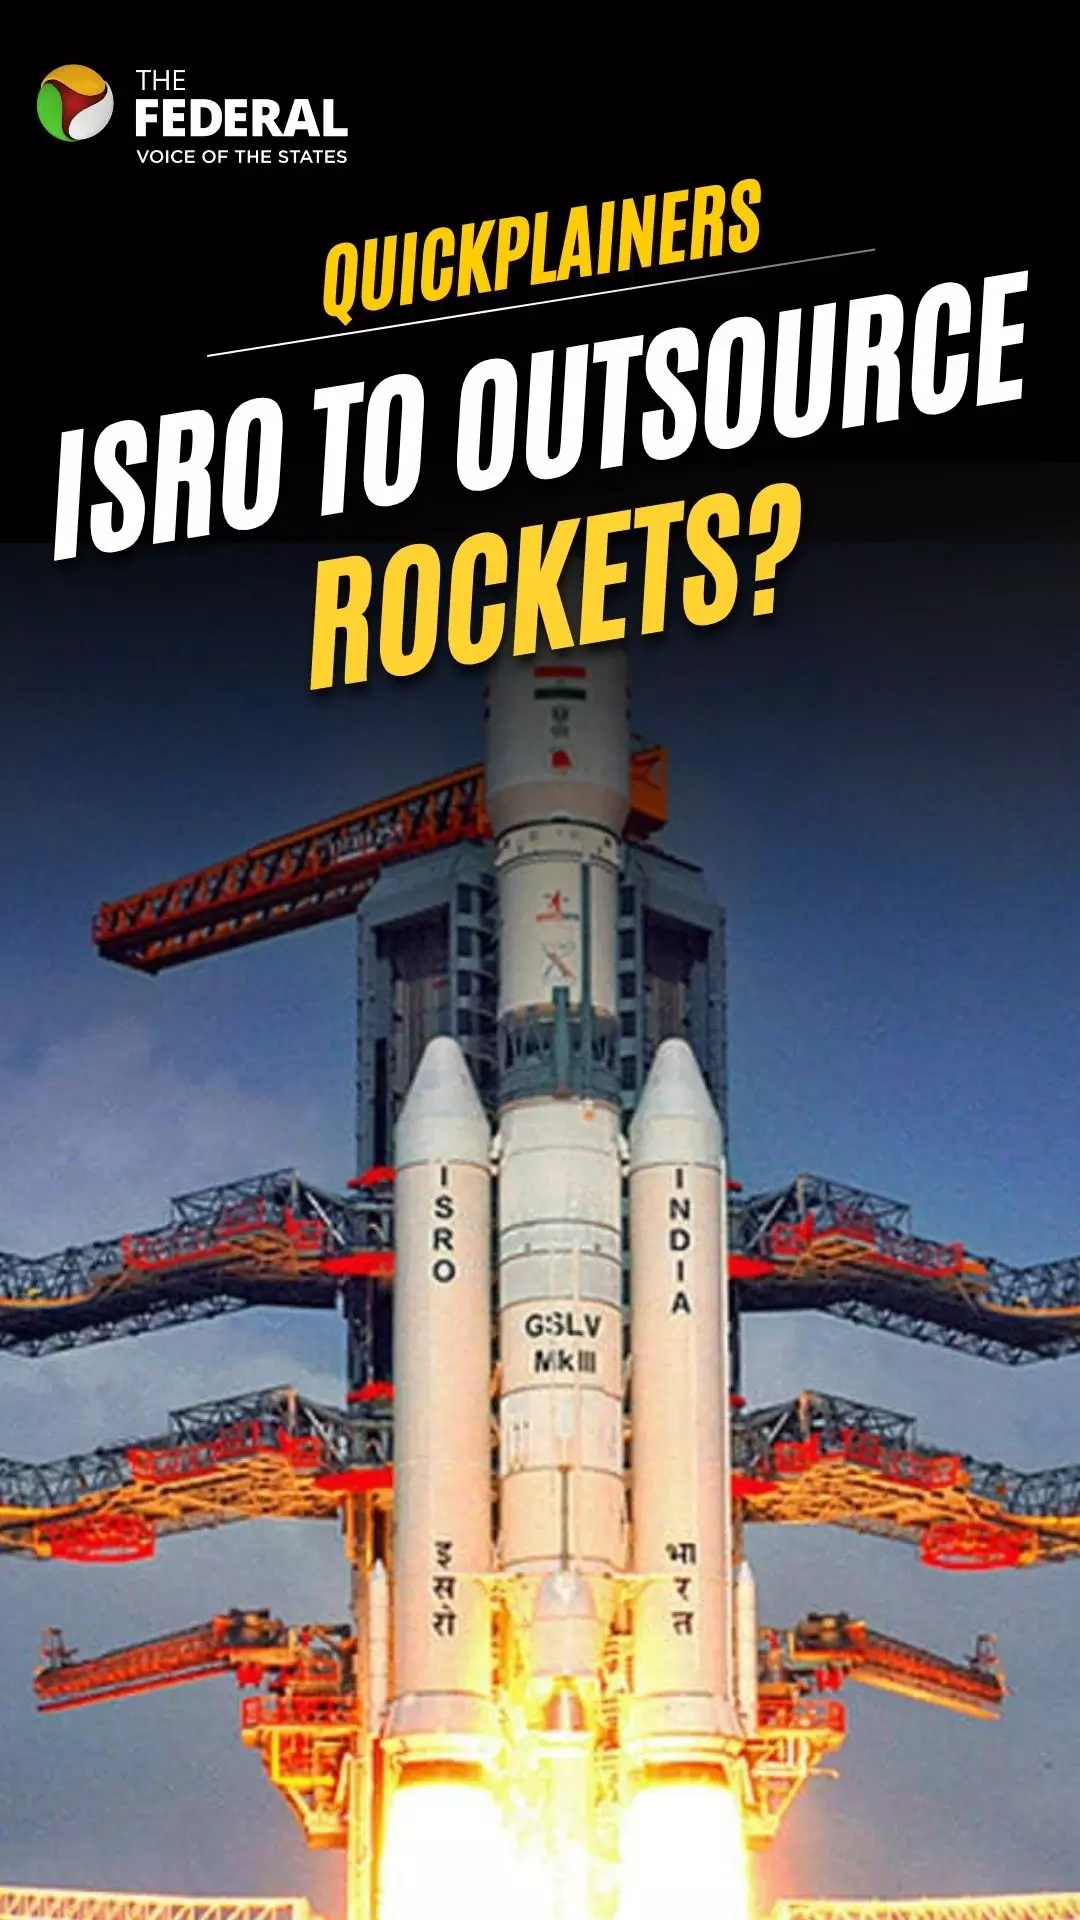 THE
FEDERAL
VOICE OF THE STATES
QUICKPLAINERS
ISRO TO OUTSOURCE
ROCKETS?
ISRO
INDIA
GSLV
MkIII
इसरो
भारत